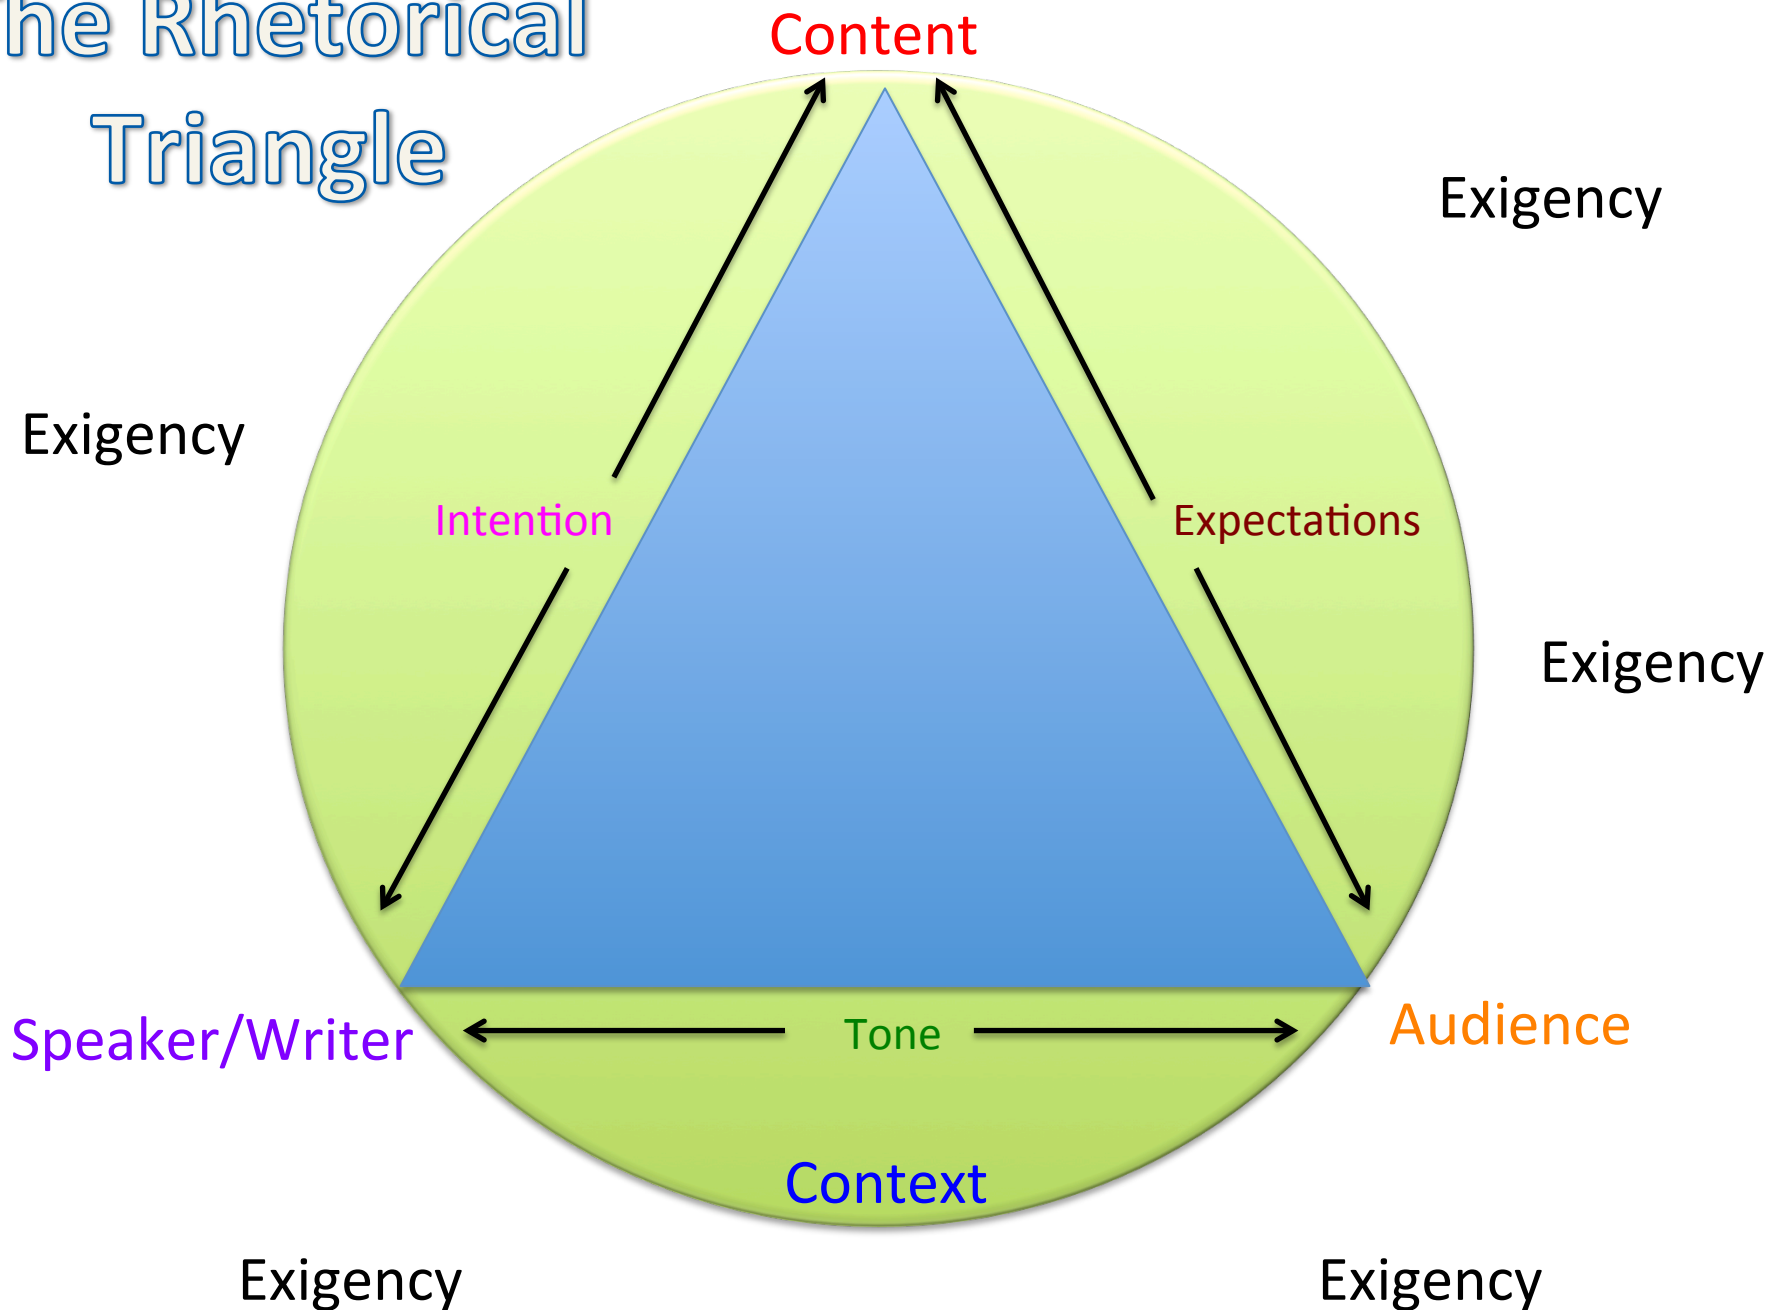 he Rhetorical
Triangle
Content
Exigency
Exigency
Intention
Expectations
Exigency
Speaker/Writer
Tone
Audience
Context
Exigency
Exigency